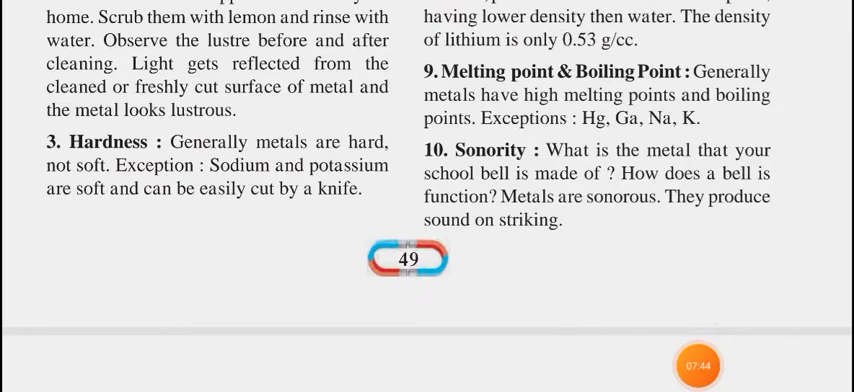 home. Scrub them with lemon and rinse with
water. Observe the lustre before and after
cleaning. Light gets reflected from the
cleaned or freshly cut surface of metal and
the metal looks lustrous.
3. Hardness : Generally metals are hard,
not soft. Exception : Sodium and potassium
are soft and can be easily cut by a knife.
having lower density then water. The density
of lithium is only 0.53 g/cc.
9. Melting point & Boiling Point : Generally
metals have high melting points and boiling
points. Exceptions : Hg, Ga, Na, K.
10. Sonority : What is the metal that your
school bell is made of ? How does a bell is
function? Metals are sonorous. They produce
sound on striking.
49
07:44